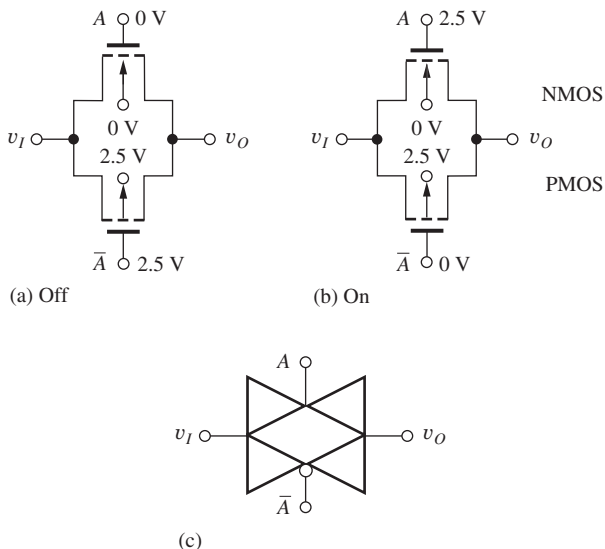 A 0 V
A 2.5 V
NMOS
0 V
0 V
v_I v_O
v_I v_O
2.5 V
2.5 V
PMOS
A̅ 2.5 V
A̅ 0 V
(a) Off
(b) On
A
v_I v_O
A̅
(c)